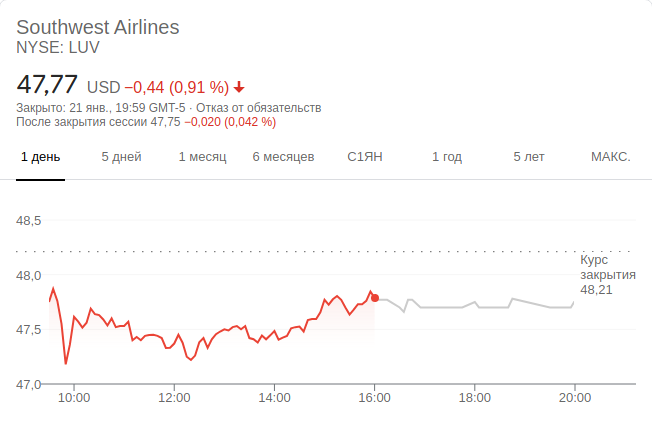 Southwest Airlines
NYSE: LUV
47,77 USD −0,44 (0,91 %)
Закрыто: 21 янв., 19:59 GMT-5 · Отказ от обязательств
После закрытия сессии 47,75 −0,020 (0,042 %)
1 день 5 дней 1 месяц 6 месяцев С1ЯН 1 год 5 лет МАКС.
48,5
Курс
закрытия
48,21
48,0
47,5
47,0
10:00 12:00 14:00 16:00 18:00 20:00